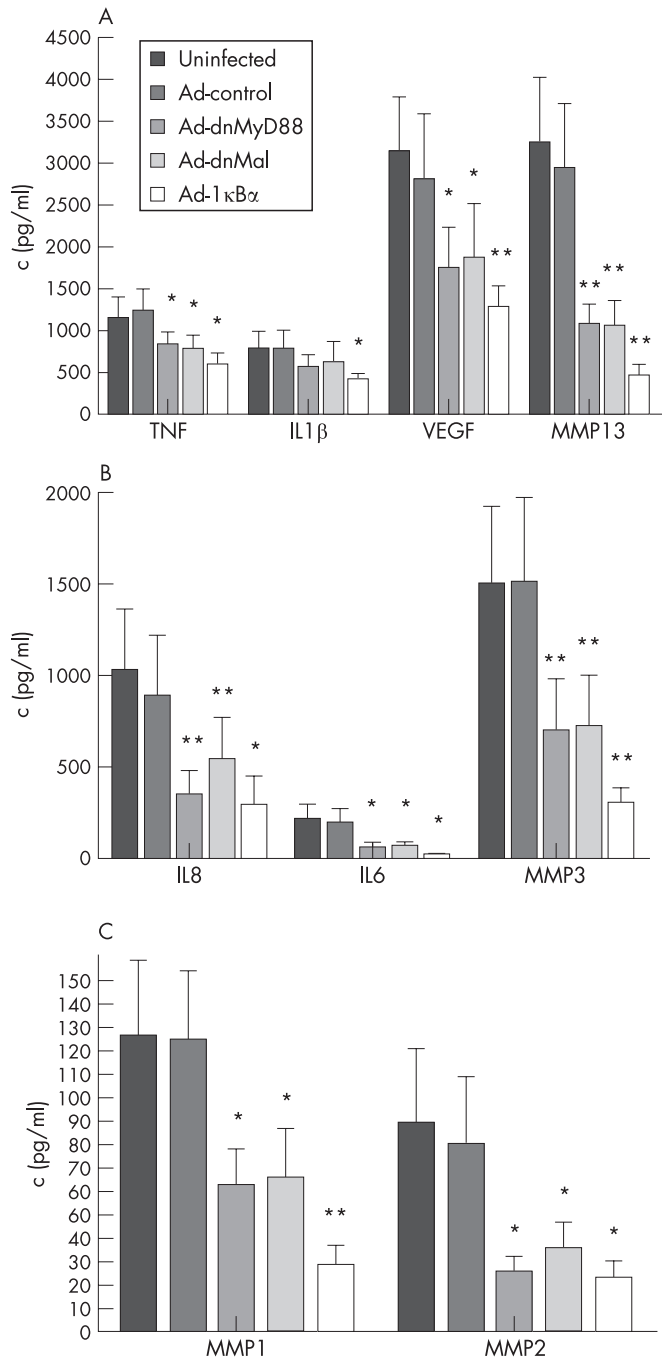 A
4500
4000
3500
3000
2500
2000
1500
1000
500
0
c (pg/ml)
Uninfected
Ad-control
Ad-dnMyD88
Ad-dnMal
Ad-1κBα
* * * * * * ** ** ** **
TNF IL1β VEGF MMP13
B
2000
1500
1000
500
0
c (pg/ml)
** ** * * * * ** ** **
IL8 IL6 MMP3
C
150
140
130
120
110
100
90
80
70
60
60
40
30
20
10
0
c (pg/ml)
* * ** * * *
MMP1 MMP2